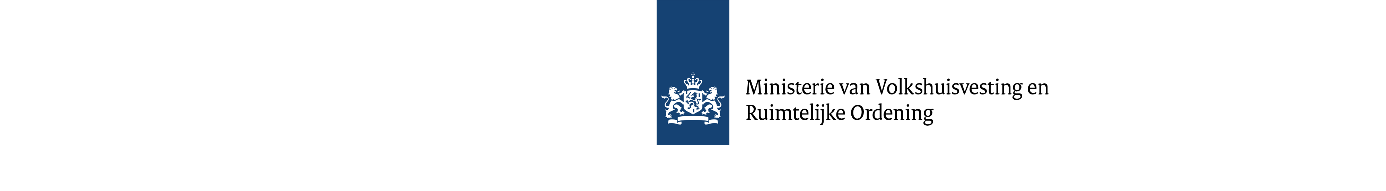 Ministerie van Volkshuisvesting en
Ruimtelijke Ordening